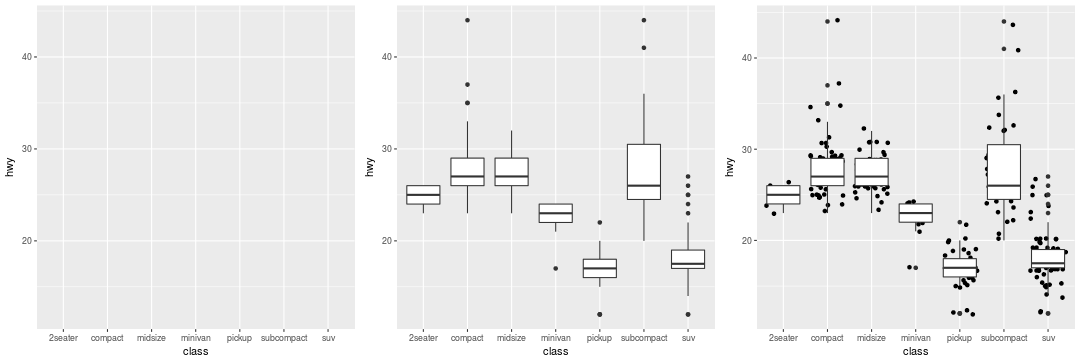 hwy
40
30
20
2seater compact midsize minivan pickup subcompact suv
class
hwy
40
30
20
2seater compact midsize minivan pickup subcompact suv
class
hwy
40
30
20
2seater compact midsize minivan pickup subcompact suv
class